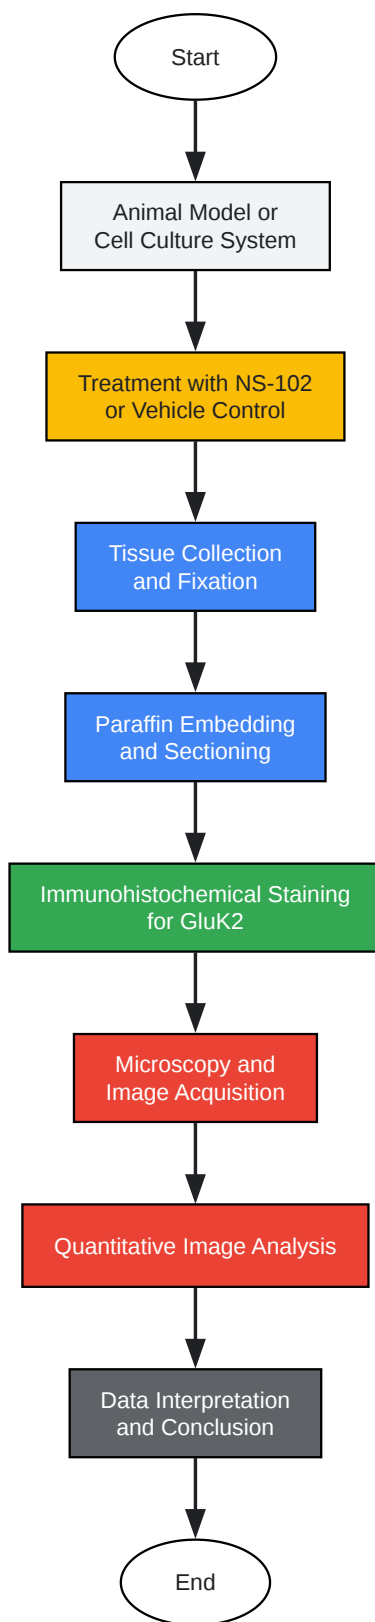 Start
Animal Model or
Cell Culture System
Treatment with NS-102
or Vehicle Control
Tissue Collection
and Fixation
Paraffin Embedding
and Sectioning
Immunohistochemical Staining
for GluK2
Microscopy and
Image Acquisition
Quantitative Image Analysis
Data Interpretation
and Conclusion
End